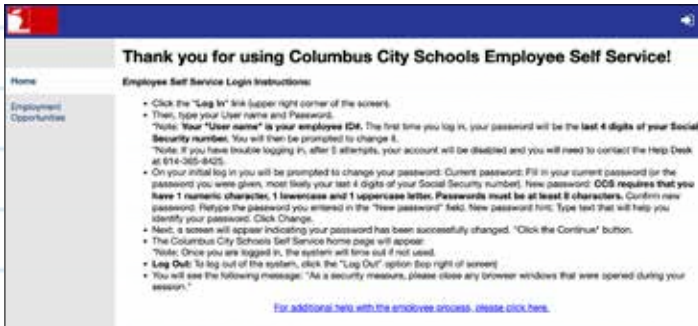 Thank you for using Columbus City Schools Employee Self Service!
Home
Employee Self Service Login Instructions:
Employment
Opportunities
• Click the "Log In" link (upper right corner of the screen).
• Then, type your User name and Password.
*Note: Your "User name" is your employee ID#. The first time you log in, your password will be the last 4 digits of your Social
Security number. You will then be prompted to change it.
*Note: If you have trouble logging in, after 5 attempts, your account will be disabled and you will need to contact the Help Desk
at 614-365-8425.
• On your initial log in you will be prompted to change your password: Current password: Fill in your current password (or the
password you were given, most likely your last 4 digits of your Social Security number). New password: CCS requires that you
have 1 numeric character, 1 lowercase and 1 uppercase letter. Passwords must be at least 8 characters. Confirm new
password: Retype the password you entered in the "New password" field. New password hint: Type text that will help you
identify your password. Click Change.
• Next, a screen will appear indicating your password has been successfully changed. "Click the Continue" button.
• The Columbus City Schools Self Service home page will appear.
*Note: Once you are logged in, the system will time out if not used.
• Log Out: To log out of the system, click the "Log Out" option (top right of screen)
• You will see the following message: "As a security measure, please close any browser windows that were opened during your
session."
For additional help with the employee process, please click here.